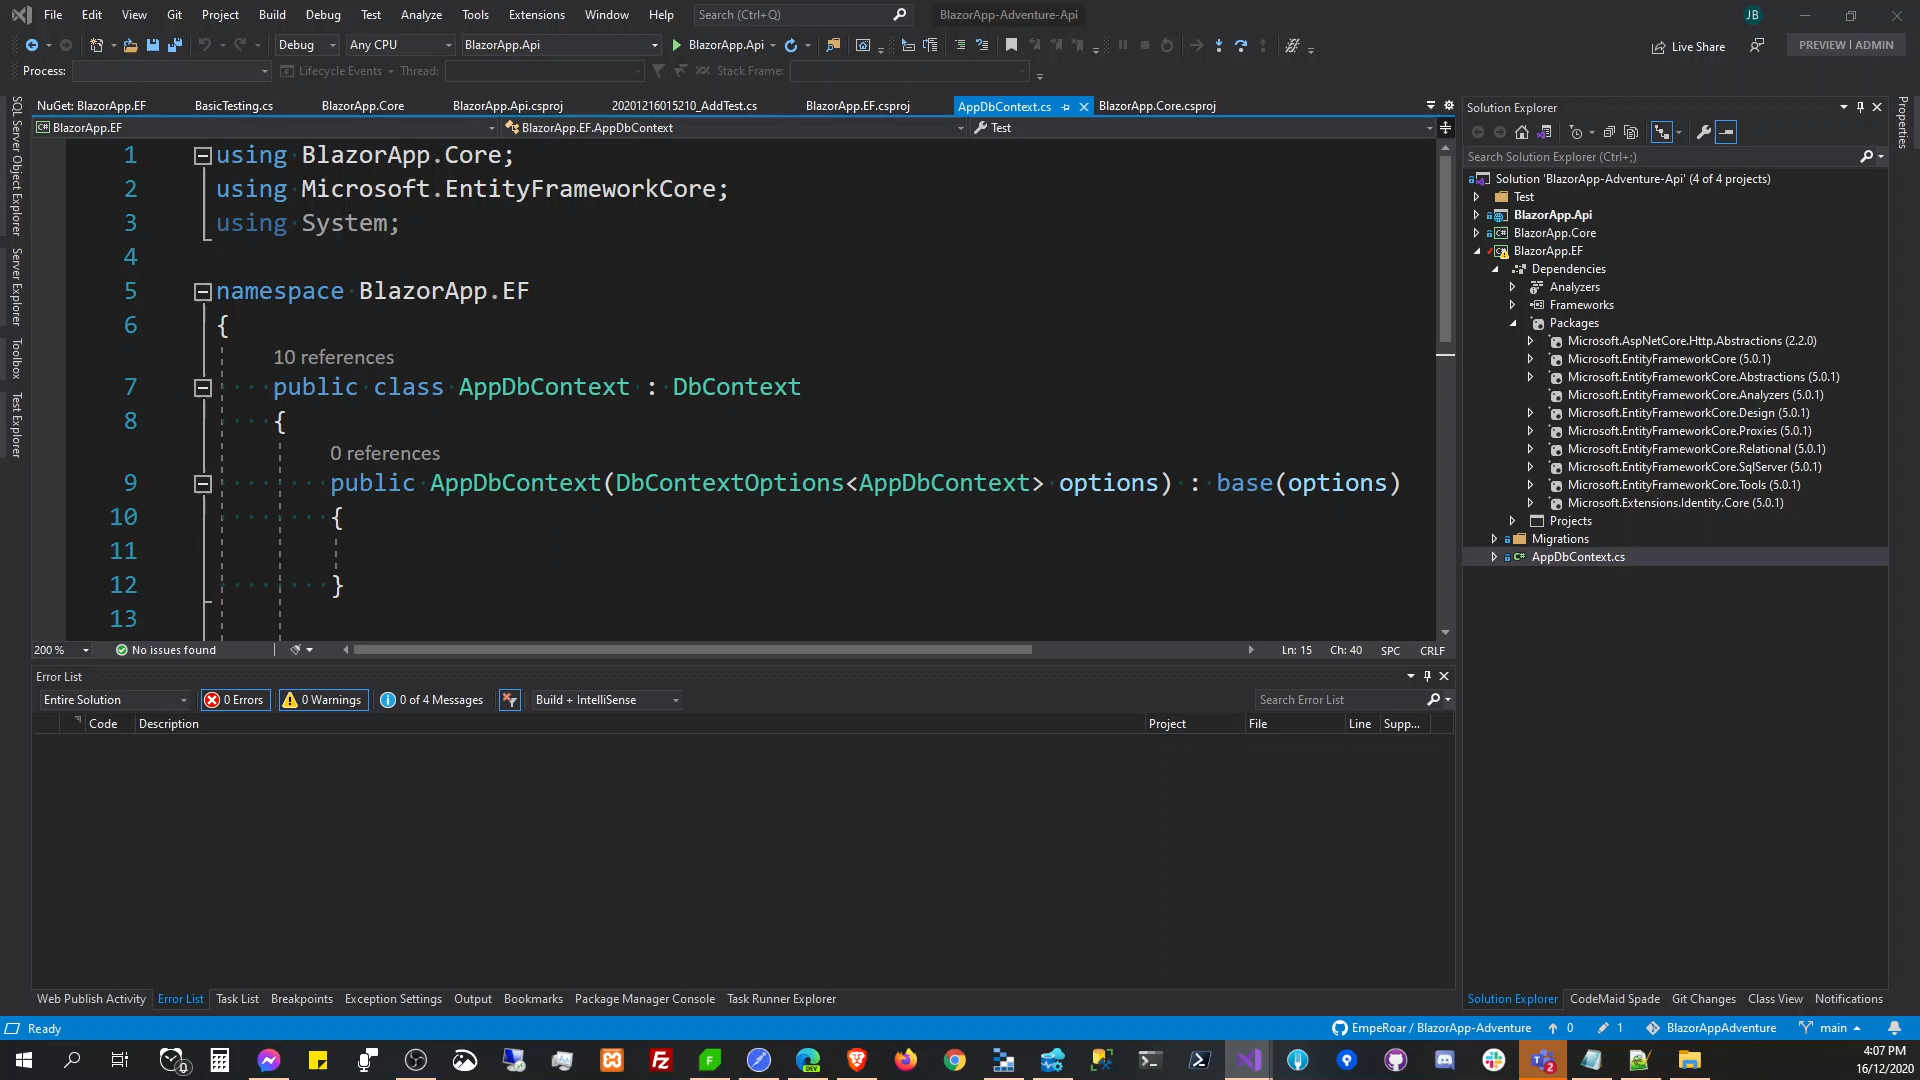 File Edit View Git Project Build Debug Test Analyze Tools Extensions Window Help Search (Ctrl+Q) BlazorApp-Adventure-Api JB
Debug Any CPU BlazorApp.Api BlazorApp.Api Live Share PREVIEW | ADMIN
Process: Lifecycle Events Thread: Stack Frame:
NuGet: BlazorApp.EF BasicTesting.cs BlazorApp.Core BlazorApp.Api.csproj 20201216015210_AddTest.cs BlazorApp.EF.csproj AppDbContext.cs BlazorApp.Core.csproj
BlazorApp.EF BlazorApp.EF.AppDbContext Test
1 using BlazorApp.Core;
2 using Microsoft.EntityFrameworkCore;
3 using System;
4
5 namespace BlazorApp.EF
6 {
10 references
7 public class AppDbContext : DbContext
8 {
0 references
9 public AppDbContext(DbContextOptions<AppDbContext> options) : base(options)
10 {
11
12 }
13
200 % No issues found Ln: 15 Ch: 40 SPC CRLF
Error List
Entire Solution 0 Errors 0 Warnings 0 of 4 Messages Build + IntelliSense Search Error List
Code Description Project File Line Supp...
Web Publish Activity Error List Task List Breakpoints Exception Settings Output Bookmarks Package Manager Console Task Runner Explorer
SQL Server Object Explorer
Server Explorer
Toolbox
Test Explorer
Solution Explorer
Search Solution Explorer (Ctrl+;)
Solution 'BlazorApp-Adventure-Api' (4 of 4 projects)
Test
BlazorApp.Api
BlazorApp.Core
BlazorApp.EF
Dependencies
Analyzers
Frameworks
Packages
Microsoft.AspNetCore.Http.Abstractions (2.2.0)
Microsoft.EntityFrameworkCore (5.0.1)
Microsoft.EntityFrameworkCore.Abstractions (5.0.1)
Microsoft.EntityFrameworkCore.Analyzers (5.0.1)
Microsoft.EntityFrameworkCore.Design (5.0.1)
Microsoft.EntityFrameworkCore.Proxies (5.0.1)
Microsoft.EntityFrameworkCore.Relational (5.0.1)
Microsoft.EntityFrameworkCore.SqlServer (5.0.1)
Microsoft.EntityFrameworkCore.Tools (5.0.1)
Microsoft.Extensions.Identity.Core (5.0.1)
Projects
Migrations
AppDbContext.cs
Solution Explorer CodeMaid Spade Git Changes Class View Notifications
Properties
Ready EmpeRoar / BlazorApp-Adventure 0 1 BlazorAppAdventure main
4:07 PM
16/12/2020